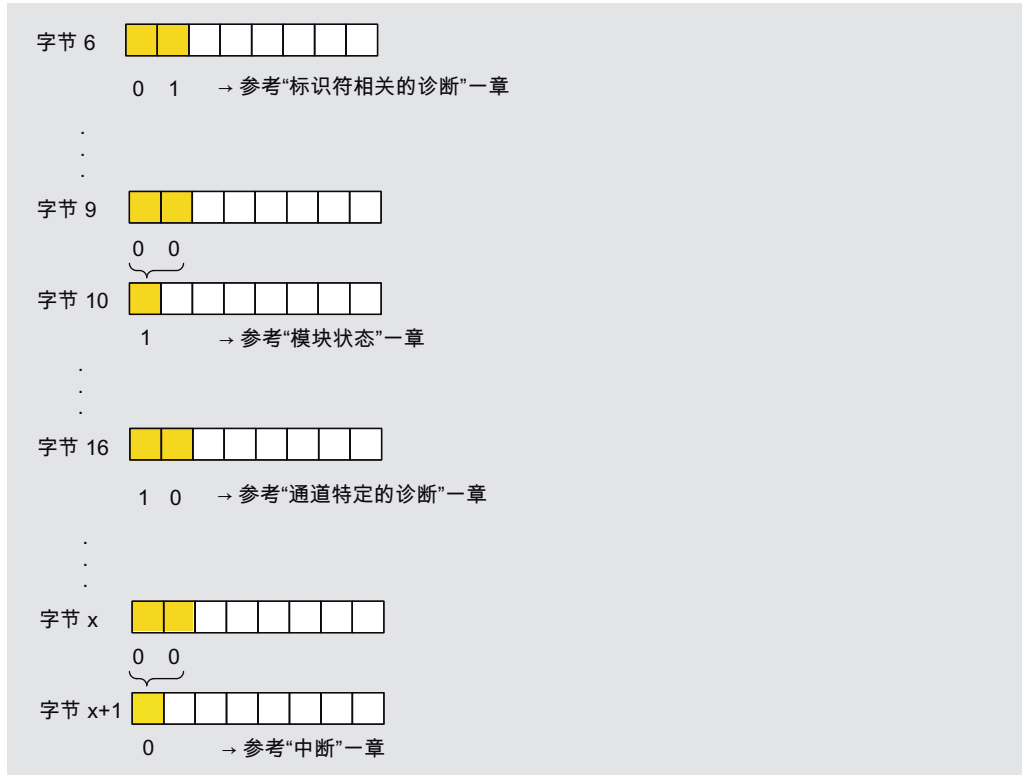 字节 6
0 1 → 参考“标识符相关的诊断”一章
.
.
.
字节 9
0 0
字节 10
1 → 参考“模块状态”一章
.
.
.
字节 16
1 0 → 参考“通道特定的诊断”一章
.
.
.
字节 x
0 0
字节 x+1
0 → 参考“中断”一章